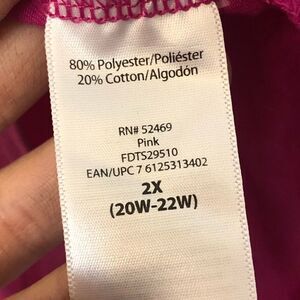 80% Polyester/Poliéster
20% Cotton/Algodón
RN# 52469
Pink
FDTS29510
EAN/UPC 7 6125313402
2X
(20W-22W)